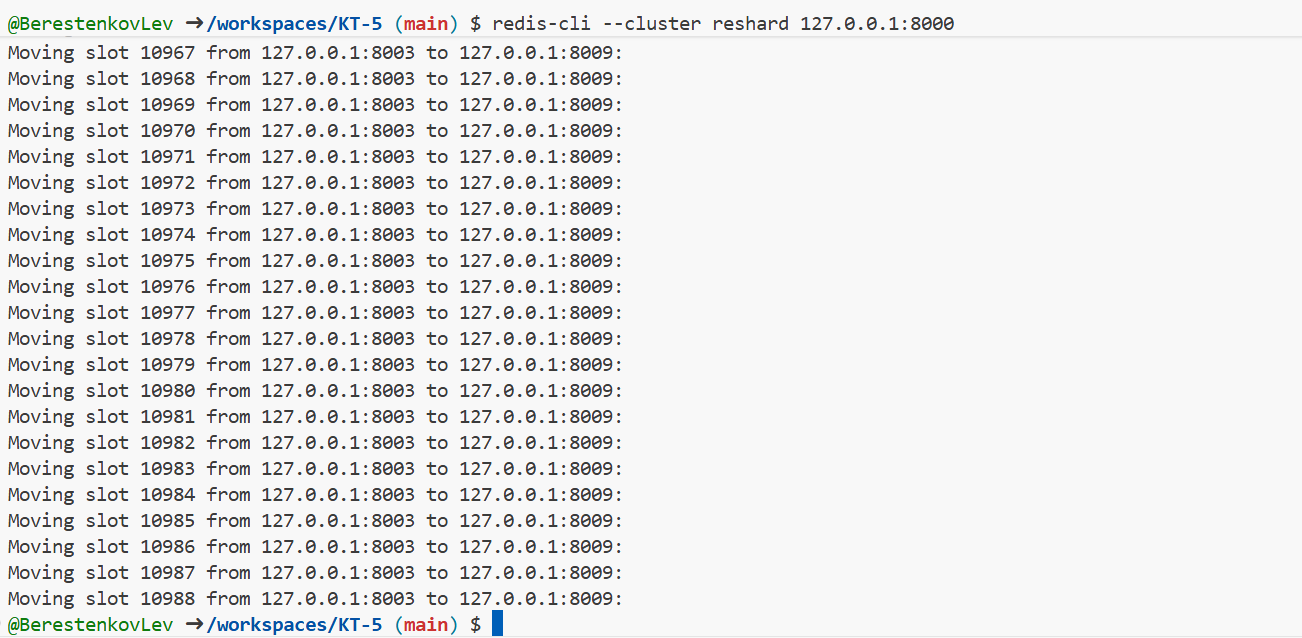 @BerestenkovLev ➜/workspaces/KT-5 (main) $ redis-cli --cluster reshard 127.0.0.1:8000
Moving slot 10967 from 127.0.0.1:8003 to 127.0.0.1:8009:
Moving slot 10968 from 127.0.0.1:8003 to 127.0.0.1:8009:
Moving slot 10969 from 127.0.0.1:8003 to 127.0.0.1:8009:
Moving slot 10970 from 127.0.0.1:8003 to 127.0.0.1:8009:
Moving slot 10971 from 127.0.0.1:8003 to 127.0.0.1:8009:
Moving slot 10972 from 127.0.0.1:8003 to 127.0.0.1:8009:
Moving slot 10973 from 127.0.0.1:8003 to 127.0.0.1:8009:
Moving slot 10974 from 127.0.0.1:8003 to 127.0.0.1:8009:
Moving slot 10975 from 127.0.0.1:8003 to 127.0.0.1:8009:
Moving slot 10976 from 127.0.0.1:8003 to 127.0.0.1:8009:
Moving slot 10977 from 127.0.0.1:8003 to 127.0.0.1:8009:
Moving slot 10978 from 127.0.0.1:8003 to 127.0.0.1:8009:
Moving slot 10979 from 127.0.0.1:8003 to 127.0.0.1:8009:
Moving slot 10980 from 127.0.0.1:8003 to 127.0.0.1:8009:
Moving slot 10981 from 127.0.0.1:8003 to 127.0.0.1:8009:
Moving slot 10982 from 127.0.0.1:8003 to 127.0.0.1:8009:
Moving slot 10983 from 127.0.0.1:8003 to 127.0.0.1:8009:
Moving slot 10984 from 127.0.0.1:8003 to 127.0.0.1:8009:
Moving slot 10985 from 127.0.0.1:8003 to 127.0.0.1:8009:
Moving slot 10986 from 127.0.0.1:8003 to 127.0.0.1:8009:
Moving slot 10987 from 127.0.0.1:8003 to 127.0.0.1:8009:
Moving slot 10988 from 127.0.0.1:8003 to 127.0.0.1:8009:
@BerestenkovLev ➜/workspaces/KT-5 (main) $